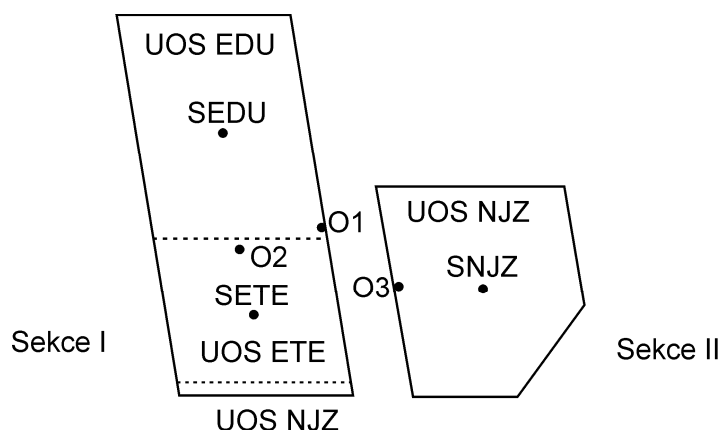 UOS EDU
SEDU
O1
O2
SETE
UOS ETE
UOS NJZ
Sekce I
UOS NJZ
SNJZ
O3
Sekce II